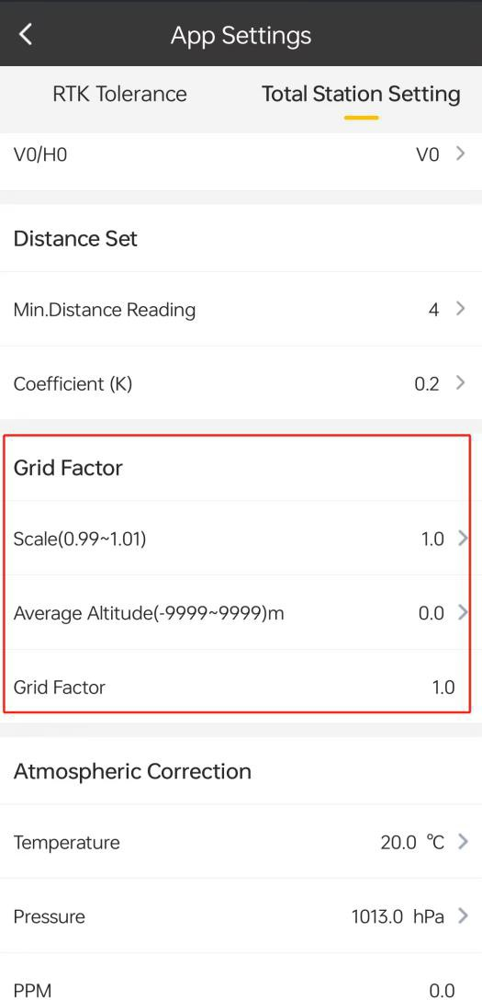 App Settings
RTK Tolerance Total Station Setting
V0/H0 V0
Distance Set
Min.Distance Reading 4
Coefficient (K) 0.2
Grid Factor
Scale(0.99~1.01) 1.0
Average Altitude(-9999~9999)m 0.0
Grid Factor 1.0
Atmospheric Correction
Temperature 20.0 ℃
Pressure 1013.0 hPa
PPM 0.0